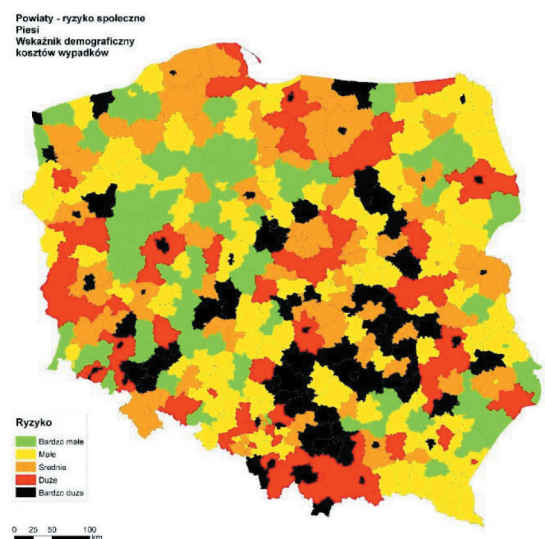 Powiaty - ryzyko społeczne
Piesi
Wskaźnik demograficzny
kosztów wypadków
Ryzyko
Bardzo małe
Małe
Średnie
Duże
Bardzo duże
0 25 50 100
km